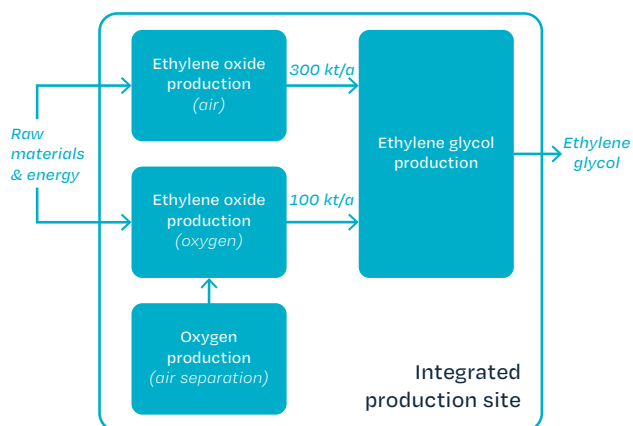 Ethylene oxide
production
(air)
300 kt/a
Raw
materials
& energy
Ethylene glycol
production
Ethylene
glycol
Ethylene oxide
production
(oxygen)
100 kt/a
Oxygen
production
(air separation)
Integrated
production site